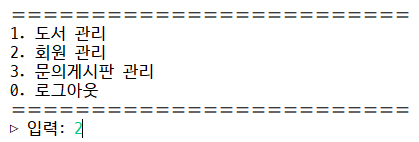 ==========================
1. 도서 관리
2. 회원 관리
3. 문의게시판 관리
0. 로그아웃
==========================
▷ 입력: 2